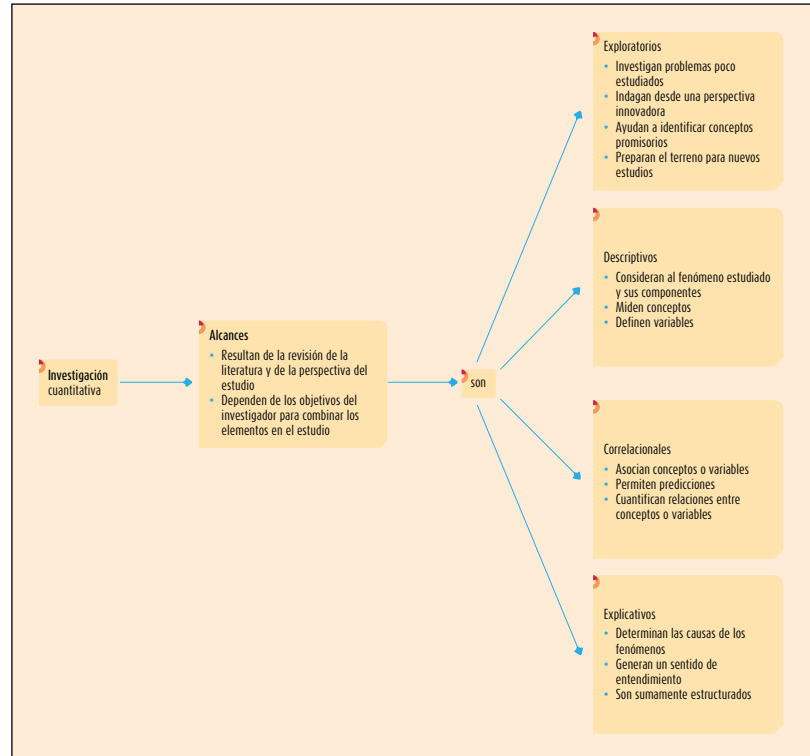 Investigación
cuantitativa
Alcances
• Resultan de la revisión de la
literatura y de la perspectiva del
estudio
• Dependen de los objetivos del
investigador para combinar los
elementos en el estudio
son
Exploratorios
• Investigan problemas poco
estudiados
• Indagan desde una perspectiva
innovadora
• Ayudan a identificar conceptos
promisorios
• Preparan el terreno para nuevos
estudios
Descriptivos
• Consideran al fenómeno estudiado
y sus componentes
• Miden conceptos
• Definen variables
Correlacionales
• Asocian conceptos o variables
• Permiten predicciones
• Cuantifican relaciones entre
conceptos o variables
Explicativos
• Determinan las causas de los
fenómenos
• Generan un sentido de
entendimiento
• Son sumamente estructurados